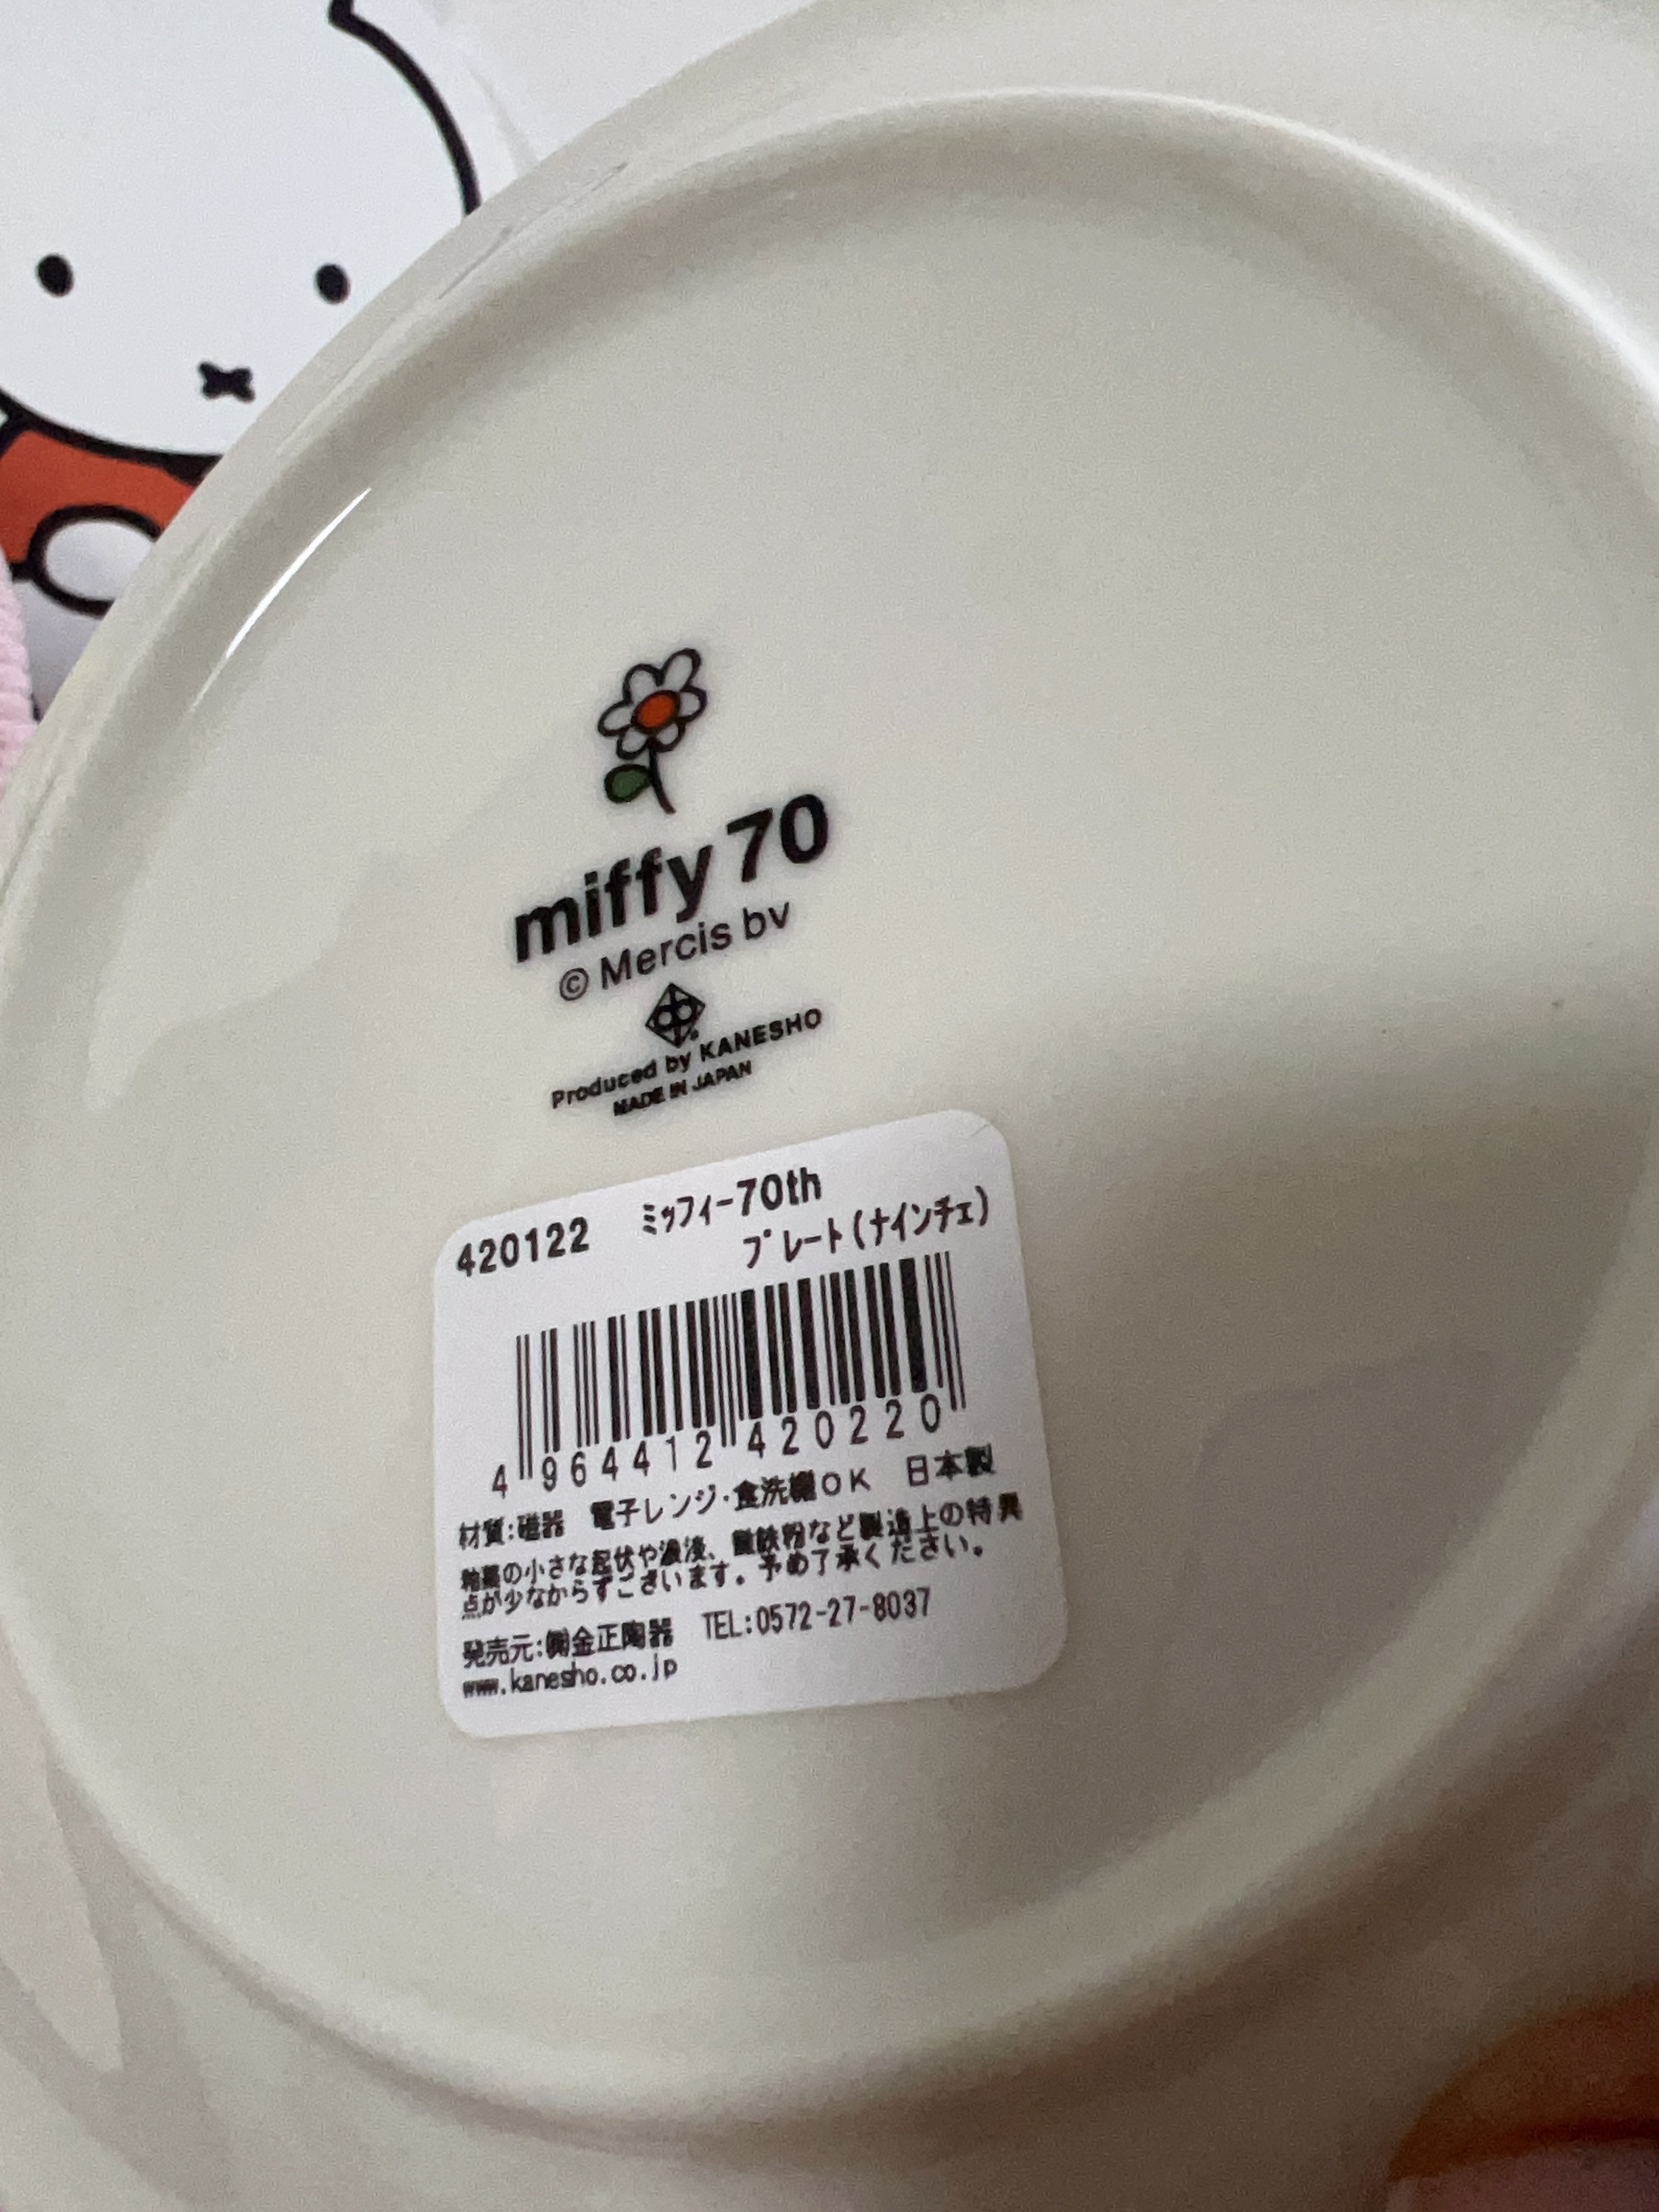 miffy 70
© Mercis bv
Produced by KANESHO
MADE IN JAPAN
420122 ミッフィー70th
プレート(ナインチェ)
4 964412 420220
材質:磁器 電子レンジ・食洗機OK 日本製
釉薬の小さな起伏や濃淡、酸鉄粉など製造上の特異
点が少なからずございます。予め了承ください。
発売元:㈱金正陶器 TEL:0572-27-8037
www.kanesho.co.jp